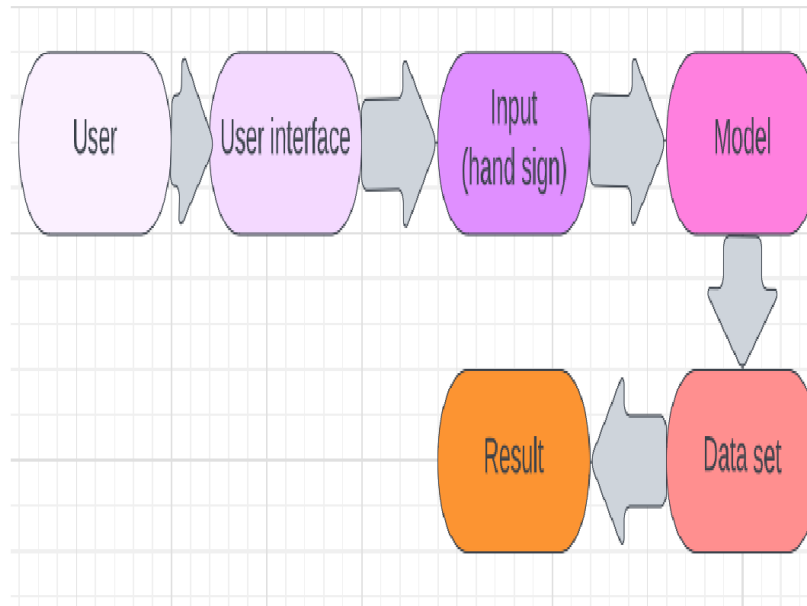 User
User interface
Input
(hand sign)
Model
Result
Data set